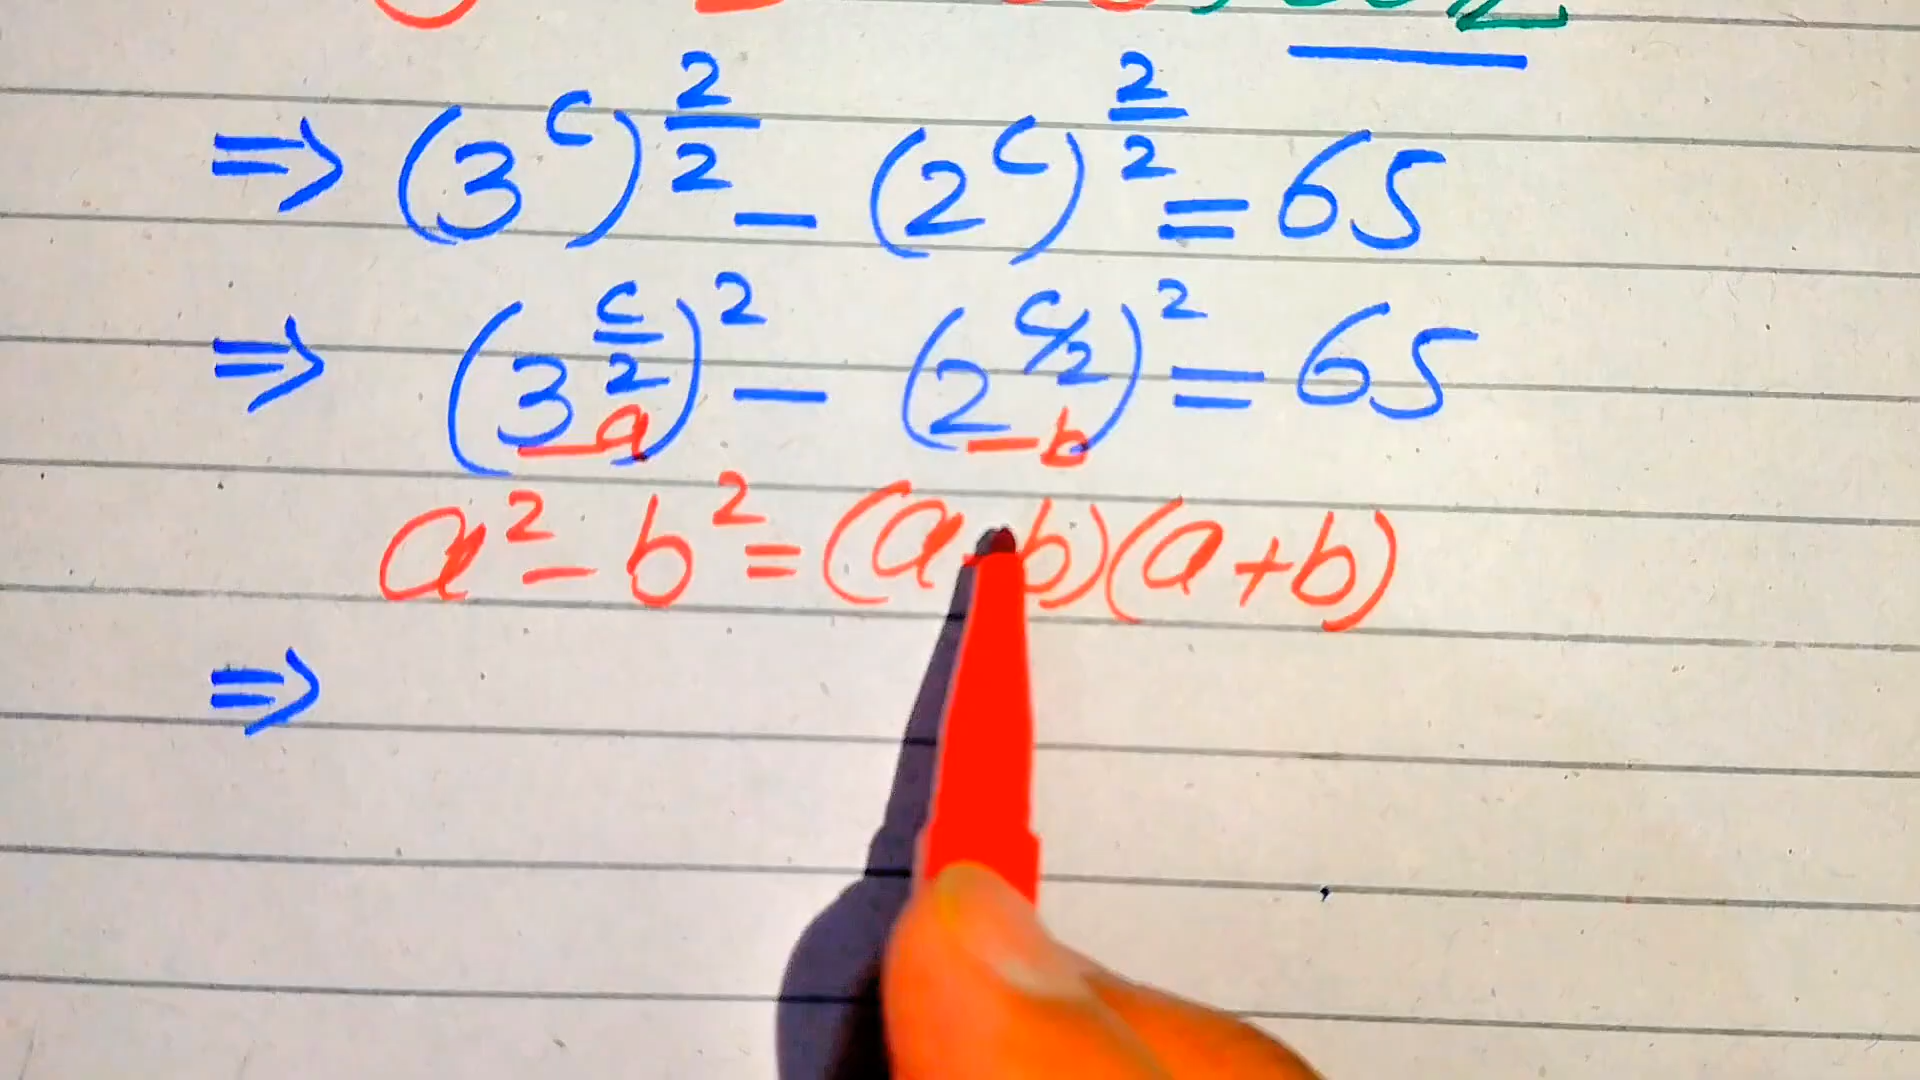 ⇒ (3^c)^(2/2) - (2^c)^(2/2) = 65
⇒ (3^(c/2))^2 - (2^(c/2))^2 = 65
a b
a^2 - b^2 = (a-b)(a+b)
⇒